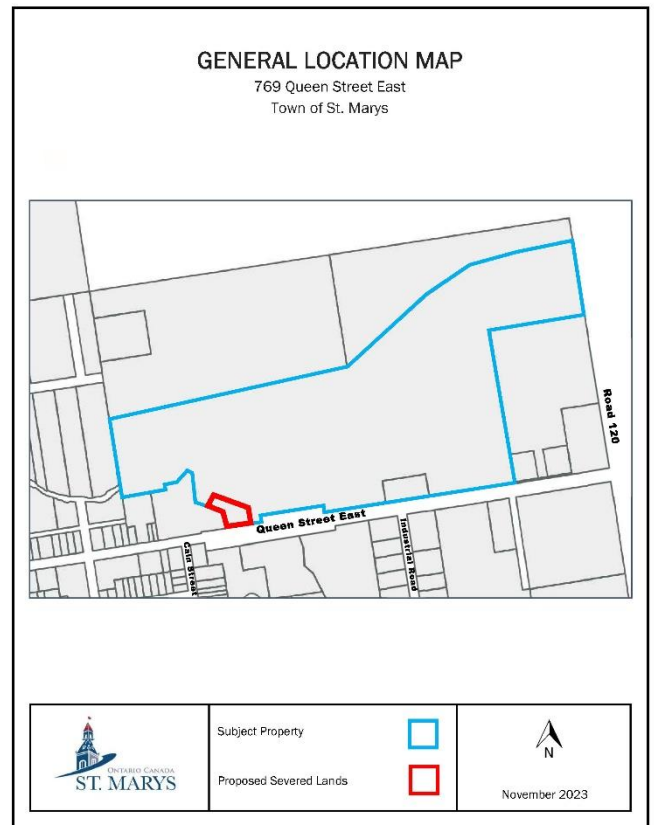 GENERAL LOCATION MAP
769 Queen Street East
Town of St. Marys
Road 120
Queen Street East
Cain Street
Industrial Road
ONTARIO CANADA
ST. MARYS
Subject Property
Proposed Severed Lands
N
November 2023